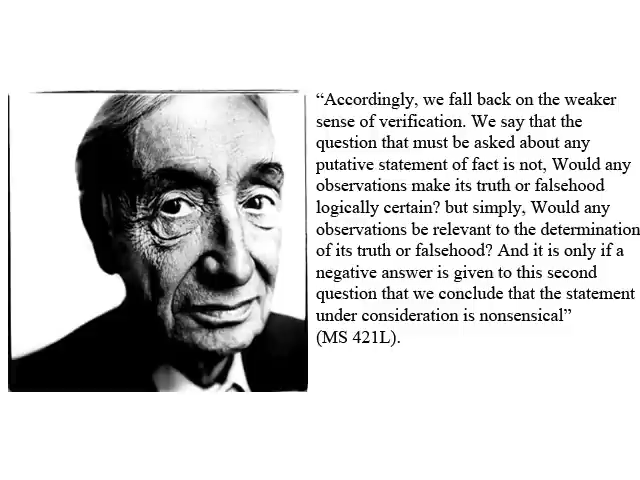 “Accordingly, we fall back on the weaker
sense of verification. We say that the
question that must be asked about any
putative statement of fact is not, Would any
observations make its truth or falsehood
logically certain? but simply, Would any
observations be relevant to the determination
of its truth or falsehood? And it is only if a
negative answer is given to this second
question that we conclude that the statement
under consideration is nonsensical”
(MS 421L).